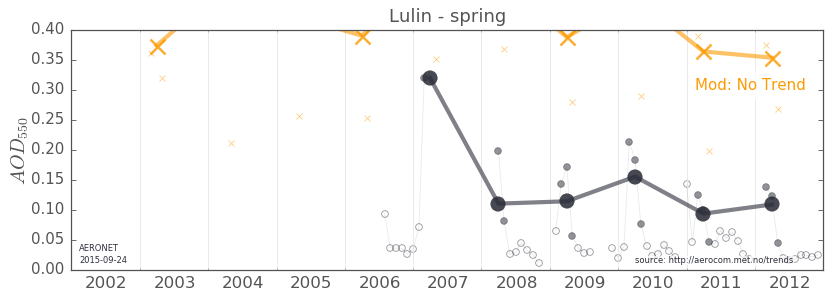 Lulin - spring
0.40
0.35
0.30
0.25
0.20
0.15
0.10
0.05
0.00
AOD550
Mod: No Trend
AERONET
2015-09-24
source: http://aerocom.met.no/trends
2002 2003 2004 2005 2006 2007 2008 2009 2010 2011 2012